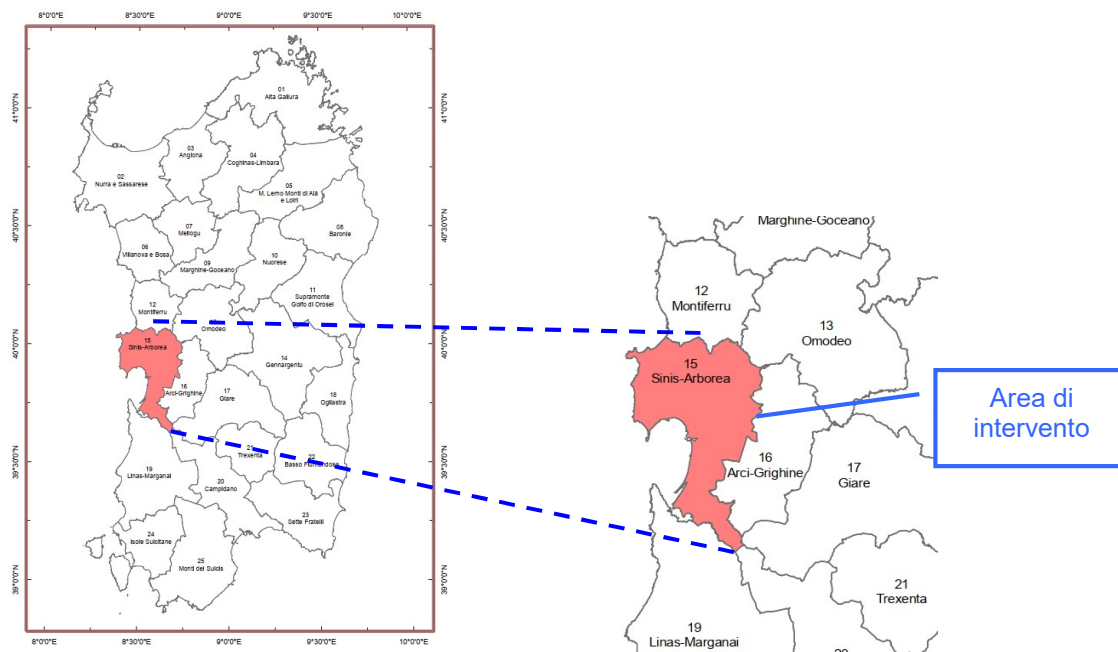 8°0'0"E 8°30'0"E 9°0'0"E 9°30'0"E 10°0'0"E
41°0'0"N
40°30'0"N
40°0'0"N
39°30'0"N
39°0'0"N
01
Alta Gallura
02
Nurra e Sassarese
03
Anglona
04
Coghinas-Limbara
05
M. Lerno Monti di Alà
e Loiri
06
Villanova e Bosa
07
Meilogu
08
Baronie
09
Marghine-Goceano
10
Nuorese
11
Supramonte
Golfo di Orosei
12
Montiferru
Omodeo
14
Gennargentu
15
Sinis-Arborea
16
Arci-Grighine
17
Giare
18
Ogliastra
19
Linas-Marganai
20
Campidano
21
Trexenta
22
Basso Flumendosa
23
Sette Fratelli
24
Isole Sulcitane
25
Monti del Sulcis
41°0'0"N
40°30'0"N
40°0'0"N
39°30'0"N
39°0'0"N
8°0'0"E 8°30'0"E 9°0'0"E 9°30'0"E 10°0'0"E
Marghine-Goceano
12
Montiferru
13
Omodeo
15
Sinis-Arborea
16
Arci-Grighine
17
Giare
21
Trexenta
19
Linas-Marganai
20
Area di
intervento